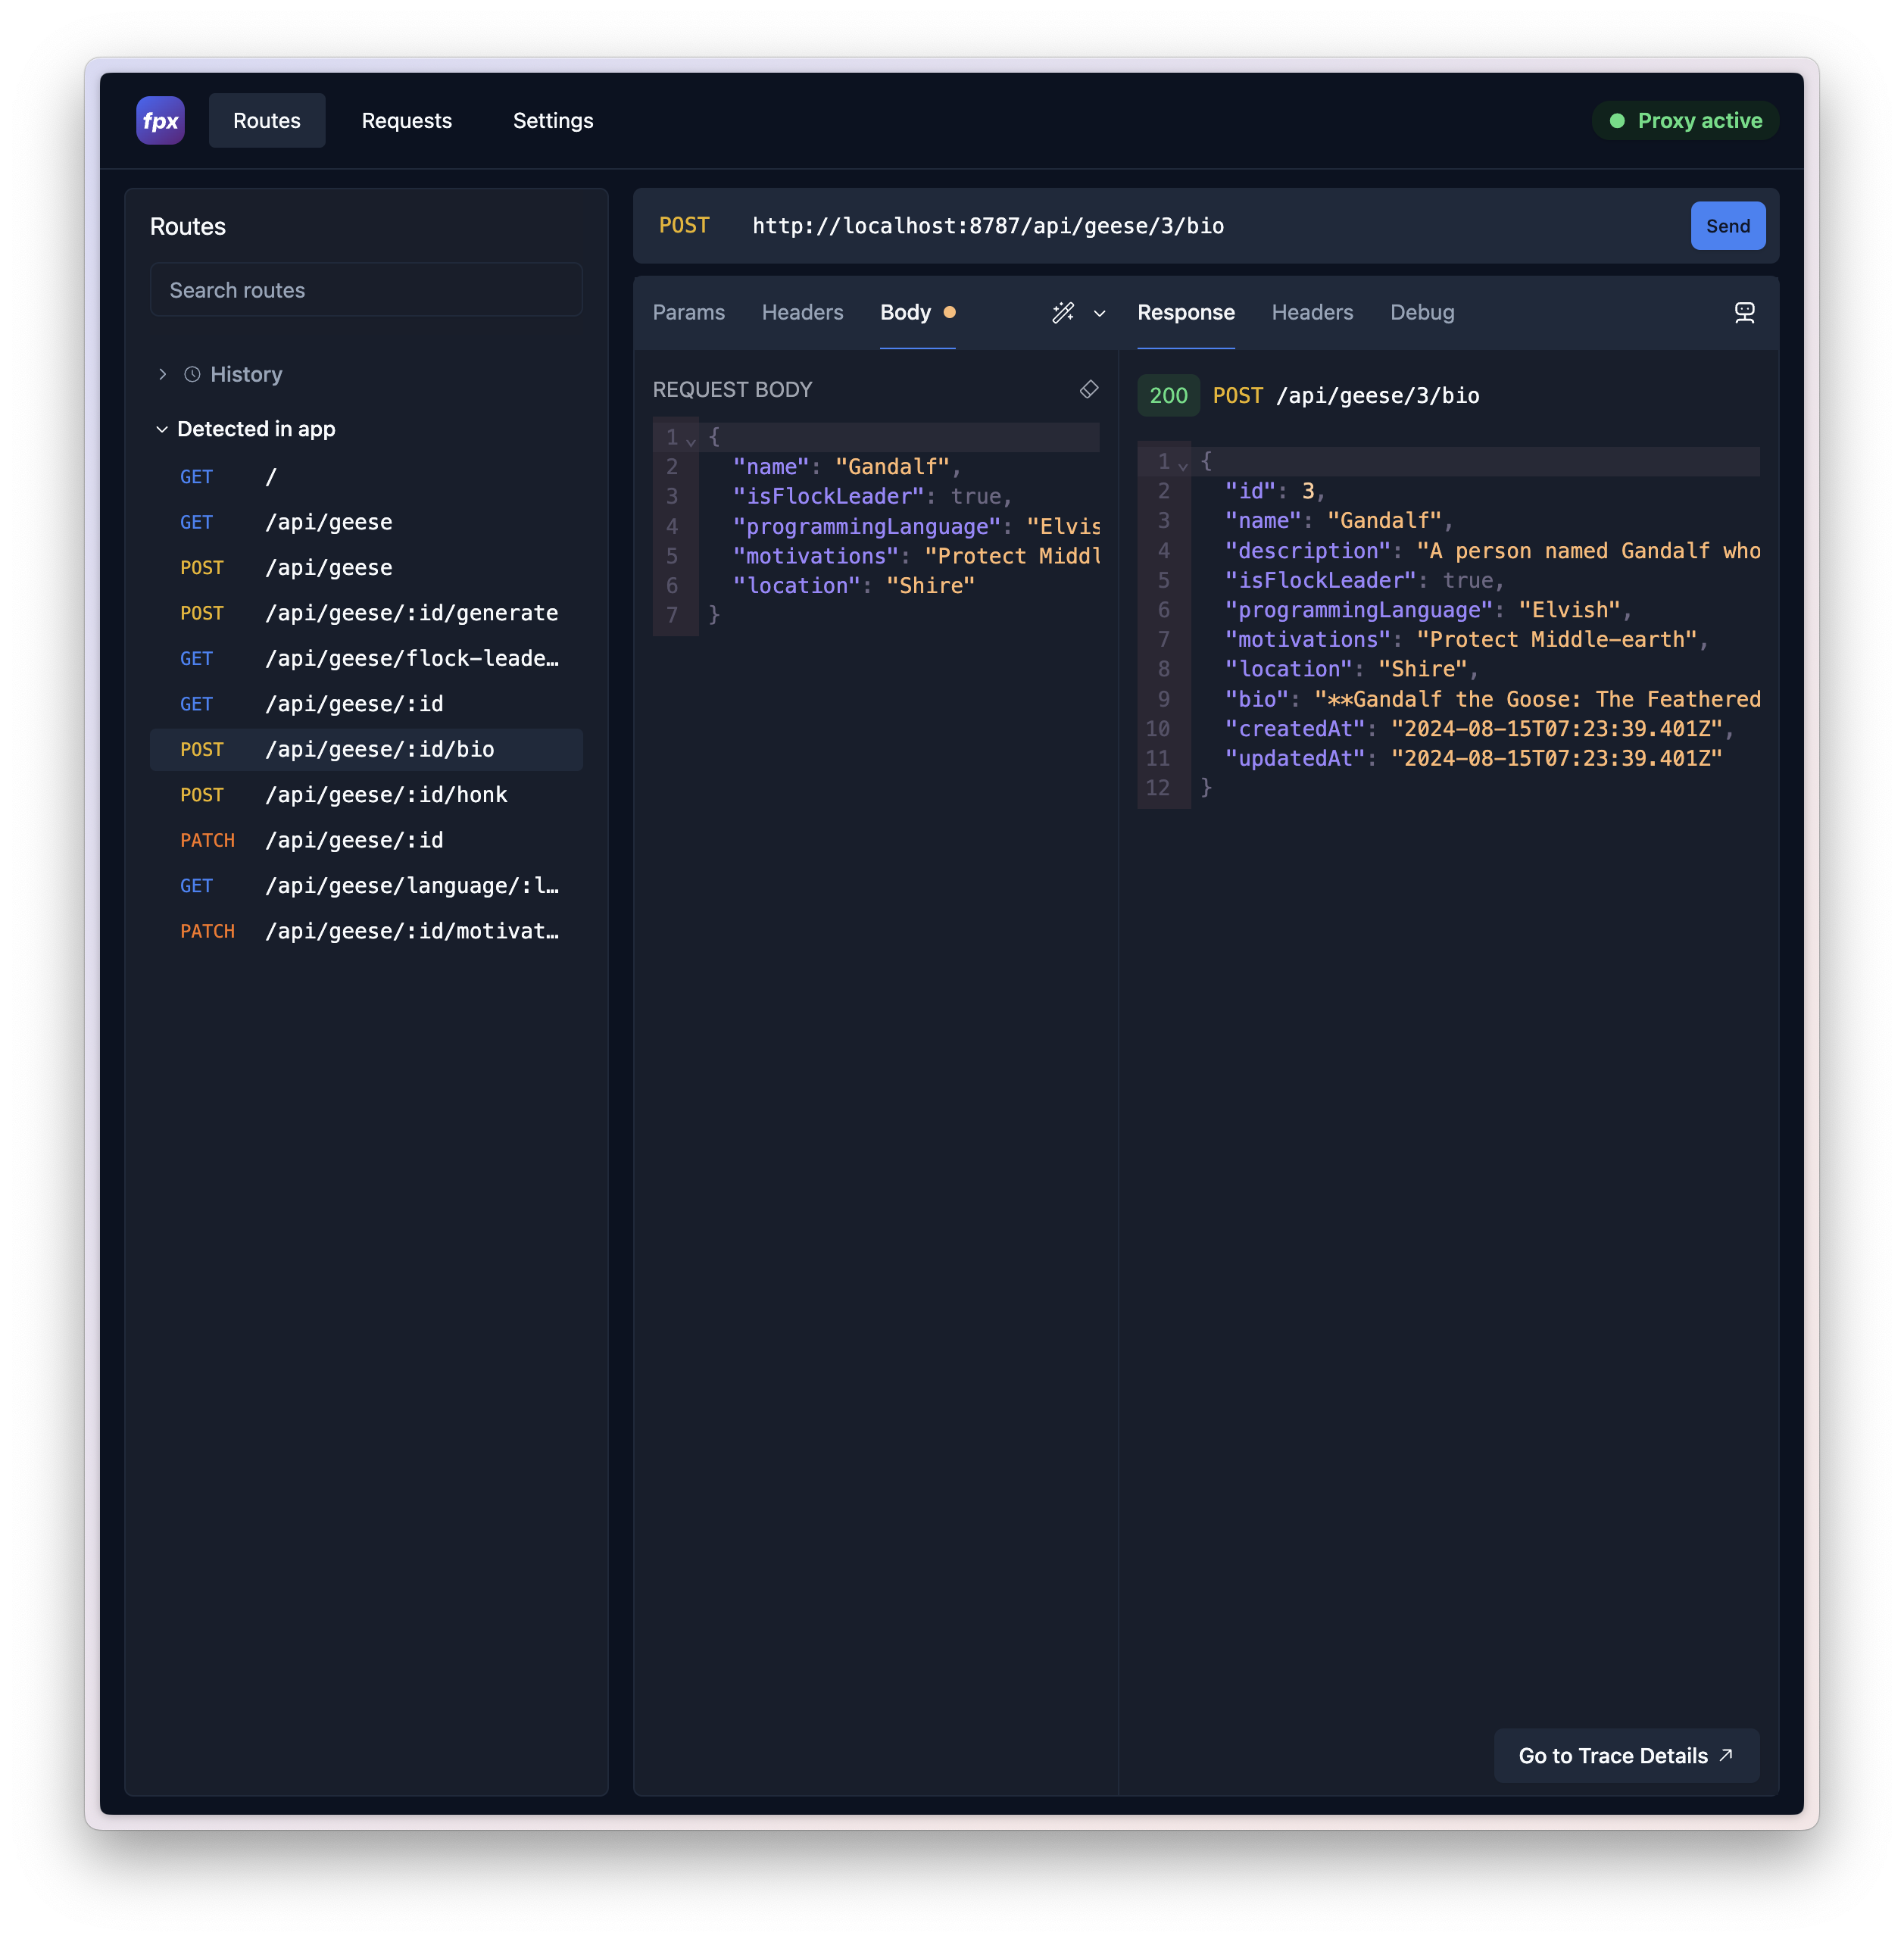 fpx Routes Requests Settings Proxy active
Routes
Search routes
History
Detected in app
GET /
GET /api/geese
POST /api/geese
POST /api/geese/:id/generate
GET /api/geese/flock-leade…
GET /api/geese/:id
POST /api/geese/:id/bio
POST /api/geese/:id/honk
PATCH /api/geese/:id
GET /api/geese/language/:l…
PATCH /api/geese/:id/motivat…
POST http://localhost:8787/api/geese/3/bio Send
Params Headers Body
REQUEST BODY
1 {
2 "name": "Gandalf",
3 "isFlockLeader": true,
4 "programmingLanguage": "Elvis
5 "motivations": "Protect Middl
6 "location": "Shire"
7 }
Response Headers Debug
200 POST /api/geese/3/bio
1 {
2 "id": 3,
3 "name": "Gandalf",
4 "description": "A person named Gandalf who
5 "isFlockLeader": true,
6 "programmingLanguage": "Elvish",
7 "motivations": "Protect Middle-earth",
8 "location": "Shire",
9 "bio": "**Gandalf the Goose: The Feathered
10 "createdAt": "2024-08-15T07:23:39.401Z",
11 "updatedAt": "2024-08-15T07:23:39.401Z"
12 }
Go to Trace Details